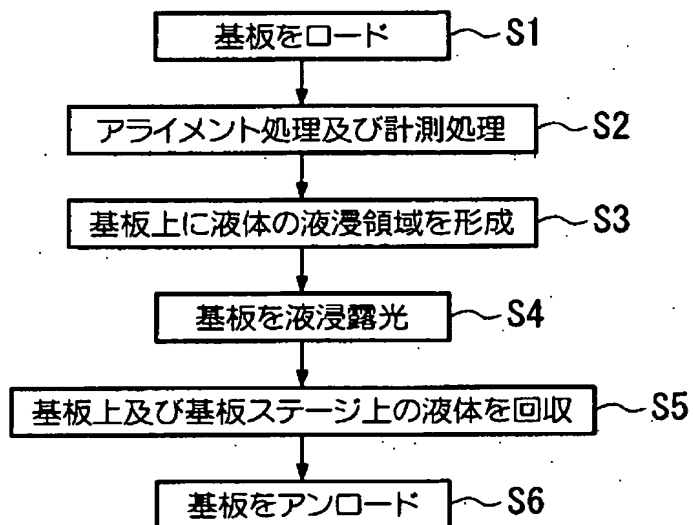 基板をロード S1
アライメント処理及び計測処理 S2
基板上に液体の液浸領域を形成 S3
基板を液浸露光 S4
基板上及び基板ステージ上の液体を回収 S5
基板をアンロード S6